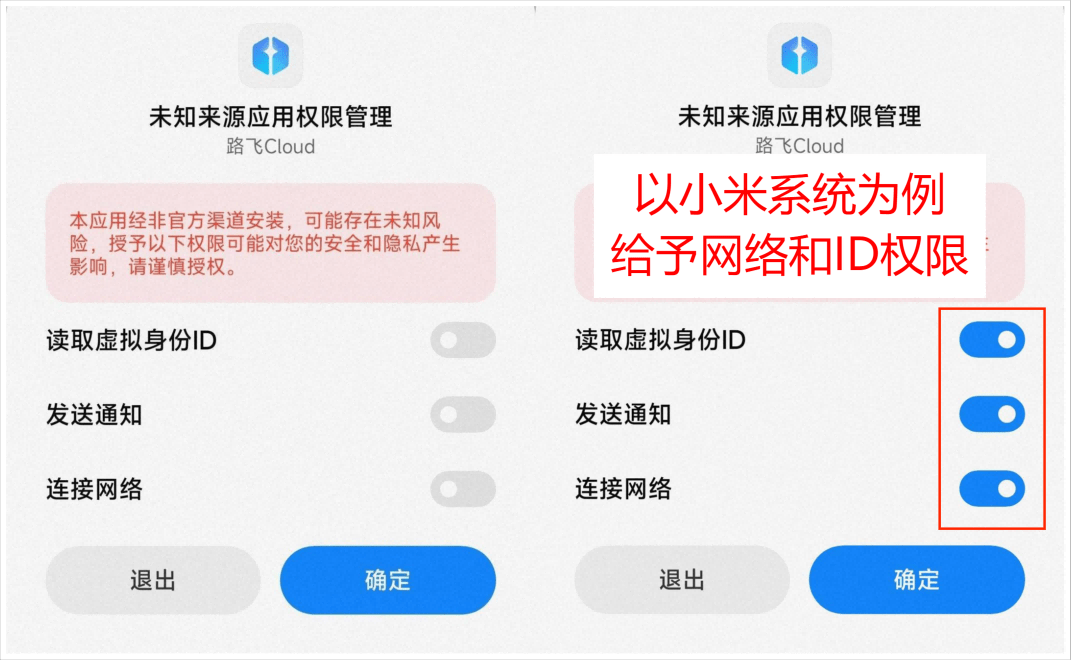 未知来源应用权限管理
路飞Cloud
本应用经非官方渠道安装，可能存在未知风
险，授予以下权限可能对您的安全和隐私产生
影响，请谨慎授权。
读取虚拟身份ID
发送通知
连接网络
退出
确定
未知来源应用权限管理
路飞Cloud
以小米系统为例
给予网络和ID权限
读取虚拟身份ID
发送通知
连接网络
退出
确定